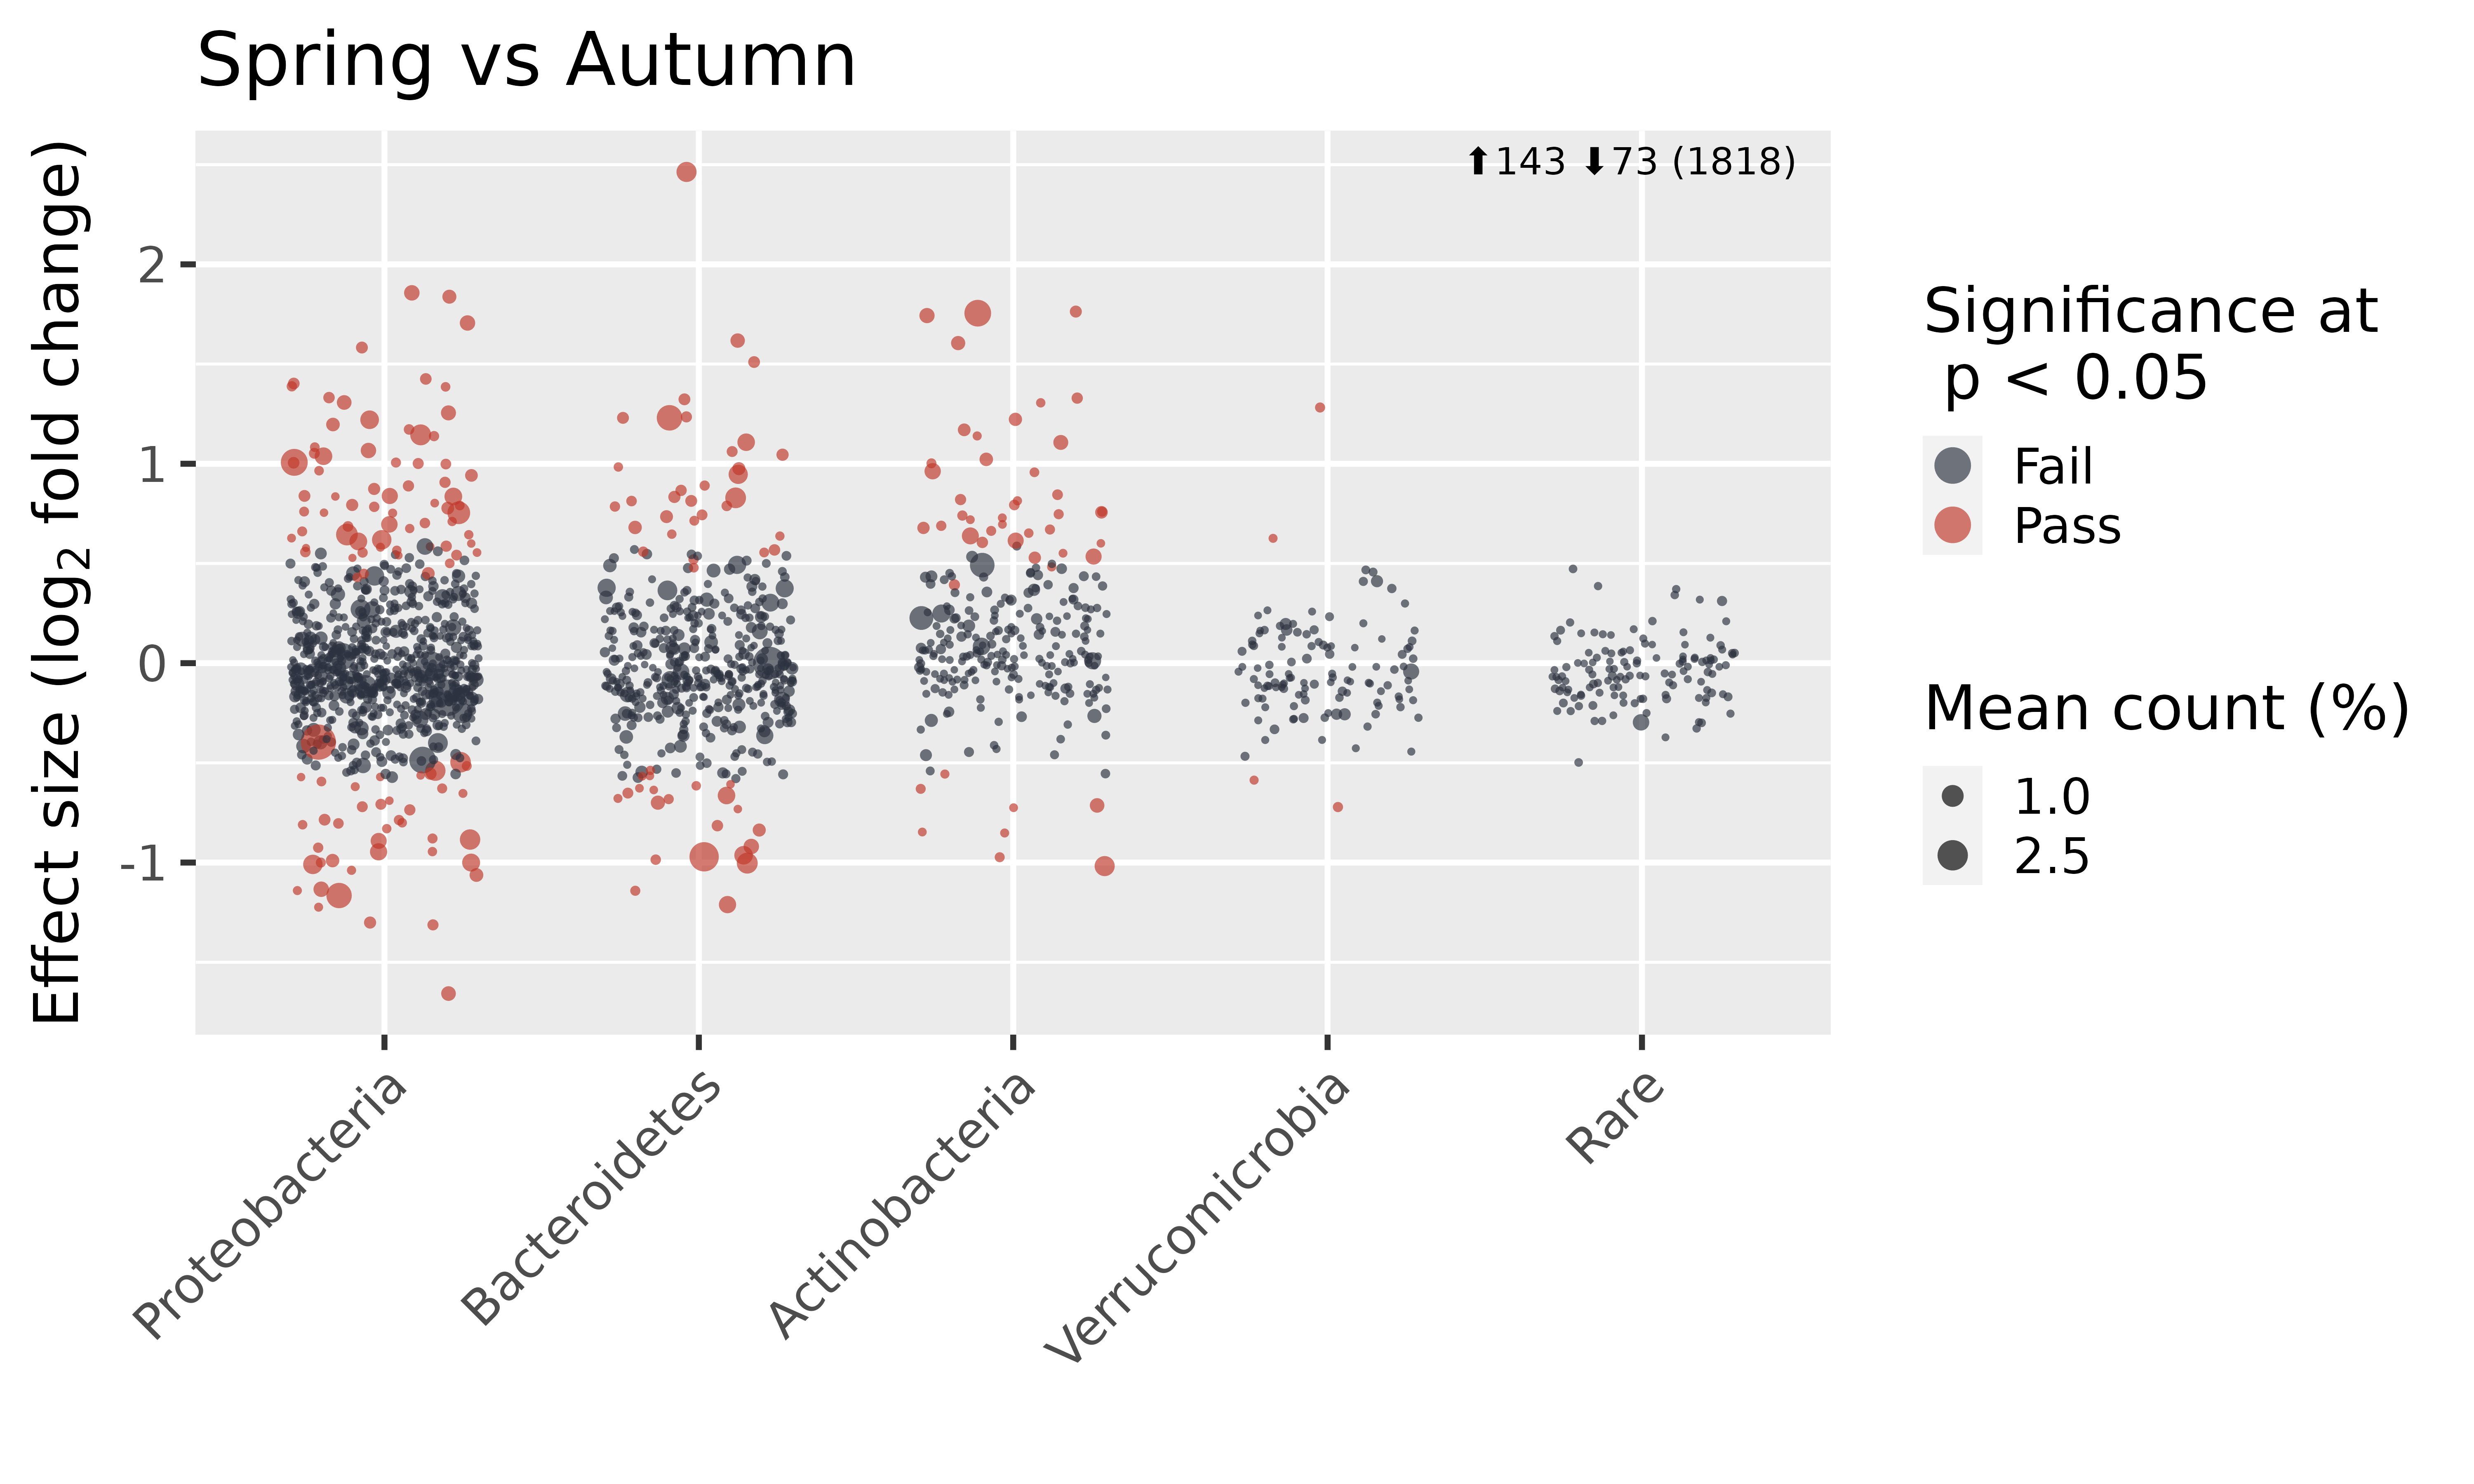 Spring vs Autumn
⬆143 ⬇73 (1818)
Effect size (log₂ fold change)
2
1
0
-1
Proteobacteria
Bacteroidetes
Actinobacteria
Verrucomicrobia
Rare
Significance at
p < 0.05
Fail
Pass
Mean count (%)
1.0
2.5